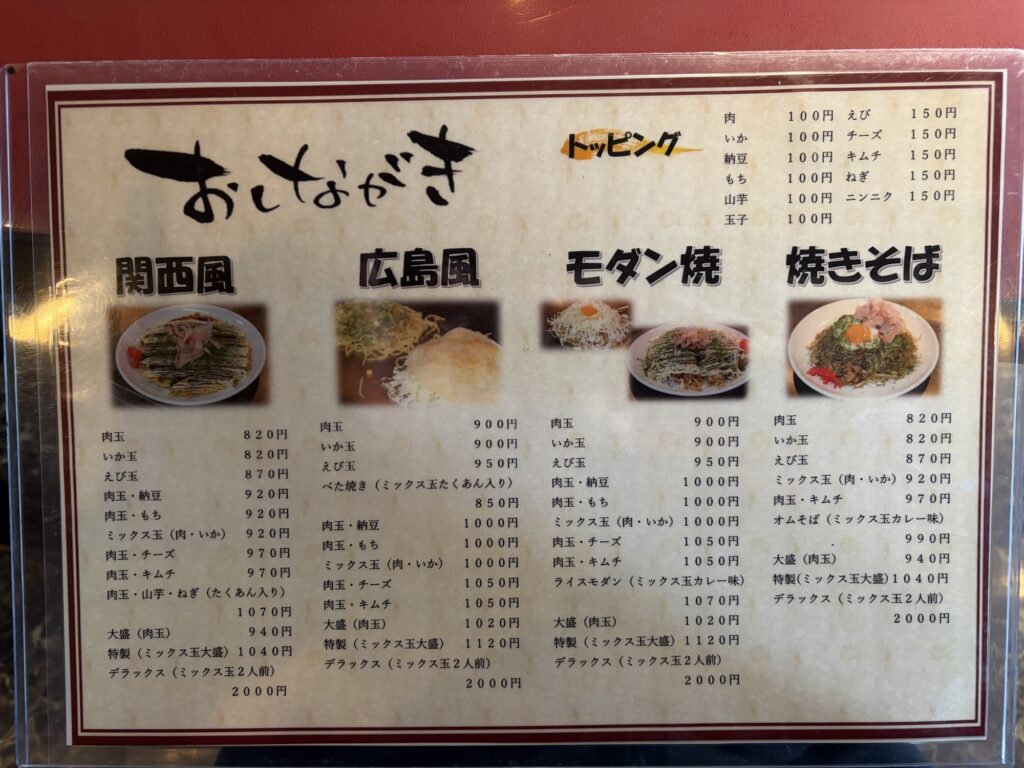 おしながき
トッピング
肉 100円 えび 150円
いか 100円 チーズ 150円
納豆 100円 キムチ 150円
もち 100円 ねぎ 150円
山芋 100円 ニンニク 150円
玉子 100円
関西風
肉玉 820円
いか玉 820円
えび玉 870円
肉玉・納豆 920円
肉玉・もち 920円
ミックス玉（肉・いか） 920円
肉玉・チーズ 970円
肉玉・キムチ 970円
肉玉・山芋・ねぎ（たくあん入り）
1070円
大盛（肉玉） 940円
特製（ミックス玉大盛）1040円
デラックス（ミックス玉２人前）
2000円
広島風
肉玉 900円
いか玉 900円
えび玉 950円
べた焼き（ミックス玉たくあん入り）
850円
肉玉・納豆 1000円
肉玉・もち 1000円
ミックス玉（肉・いか） 1000円
肉玉・チーズ 1050円
肉玉・キムチ 1050円
大盛（肉玉） 1020円
特製（ミックス玉大盛） 1120円
デラックス（ミックス玉２人前）
2000円
モダン焼
肉玉 900円
いか玉 900円
えび玉 950円
肉玉・納豆 1000円
肉玉・もち 1000円
ミックス玉（肉・いか） 1000円
肉玉・チーズ 1050円
肉玉・キムチ 1050円
ライスモダン（ミックス玉カレー味）
1070円
大盛（肉玉） 1020円
特製（ミックス玉大盛）1120円
デラックス（ミックス玉２人前）
2000円
焼きそば
肉玉 820円
いか玉 820円
えび玉 870円
ミックス玉（肉・いか）920円
肉玉・キムチ 970円
オムそば（ミックス玉カレー味）
990円
大盛（肉玉） 940円
特製(ミックス玉大盛)1040円
デラックス（ミックス玉２人前）
2000円